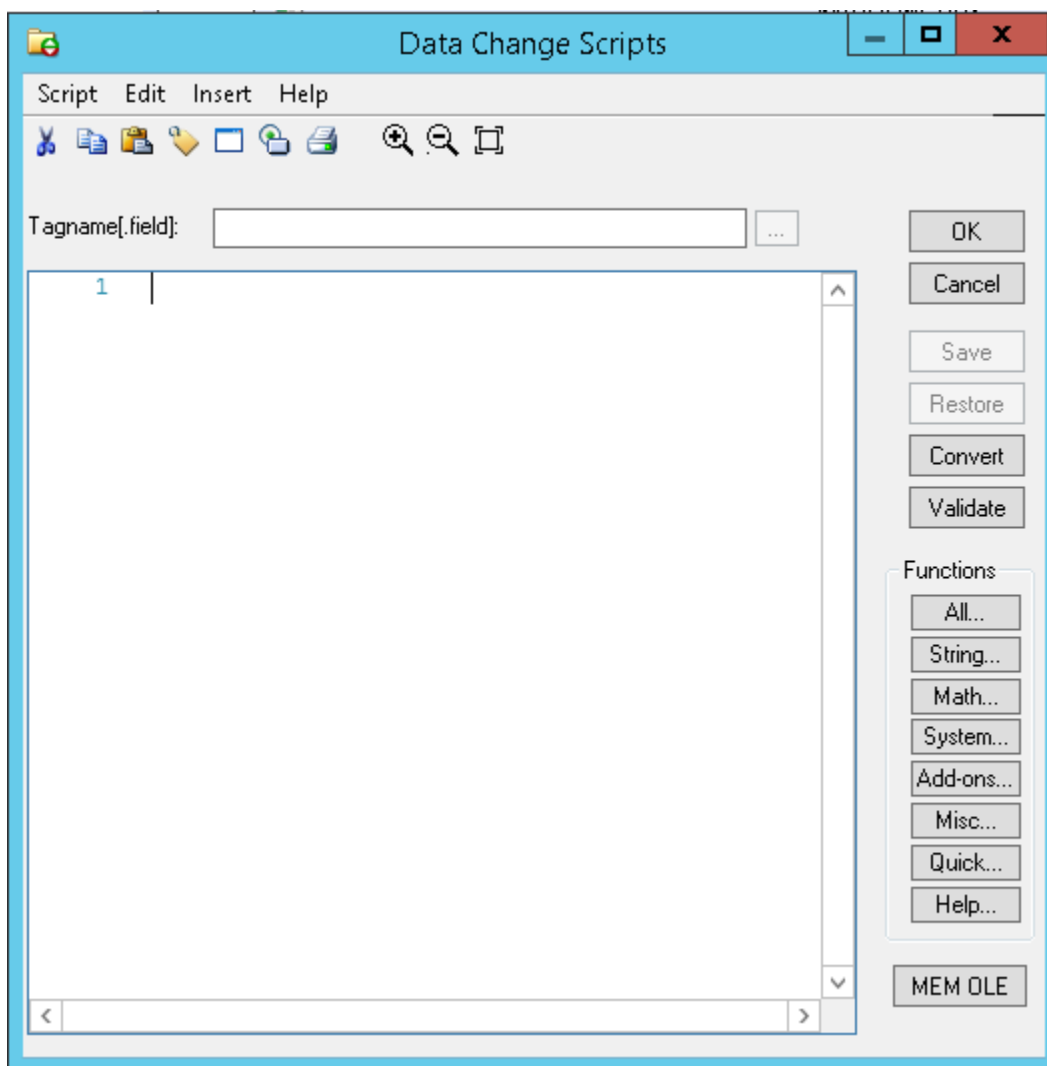 Data Change Scripts
Script Edit Insert Help
Tagname[.field]:
...
OK
Cancel
1
Save
Restore
Convert
Validate
Functions
All...
String...
Math...
System...
Add-ons...
Misc...
Quick...
Help...
MEM OLE